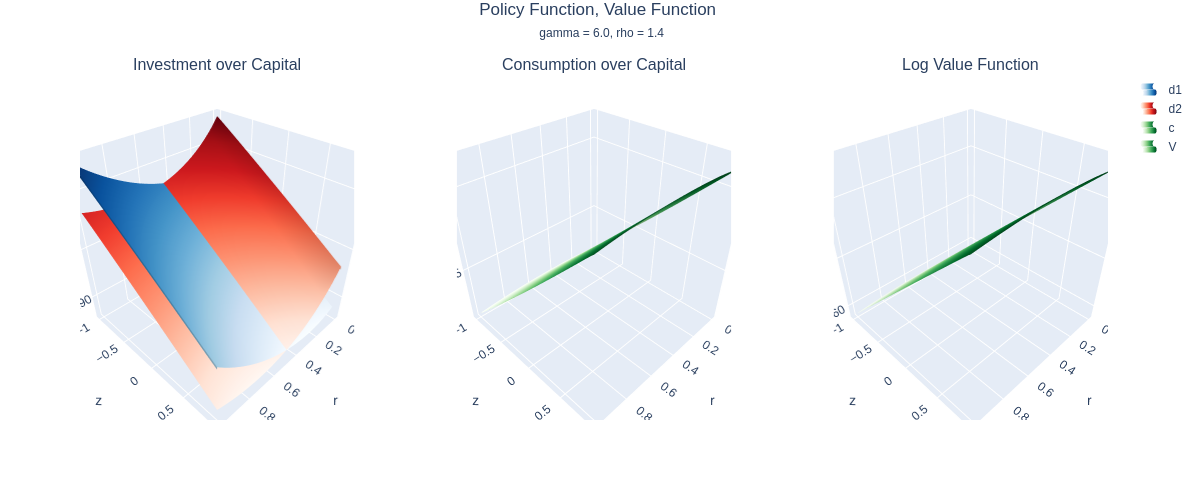 Policy Function, Value Function
gamma = 6.0, rho = 1.4
Investment over Capital
Consumption over Capital
Log Value Function
d1
d2
c
V
−1
−0.5
0
0.5
z
0
0.2
0.4
0.6
0.8
r
−1
−0.5
0
0.5
z
0
0.2
0.4
0.6
0.8
r
−1
−0.5
0
0.5
z
0
0.2
0.4
0.6
0.8
r